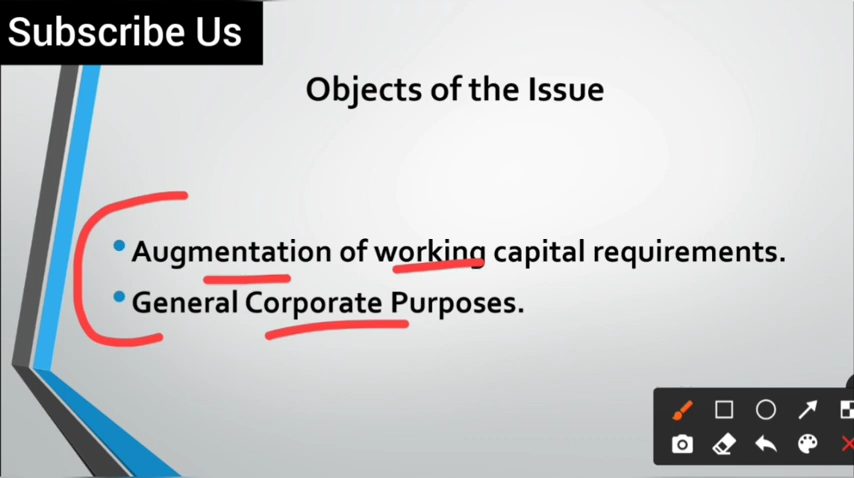 Subscribe Us
Objects of the Issue
• Augmentation of working capital requirements.
• General Corporate Purposes.